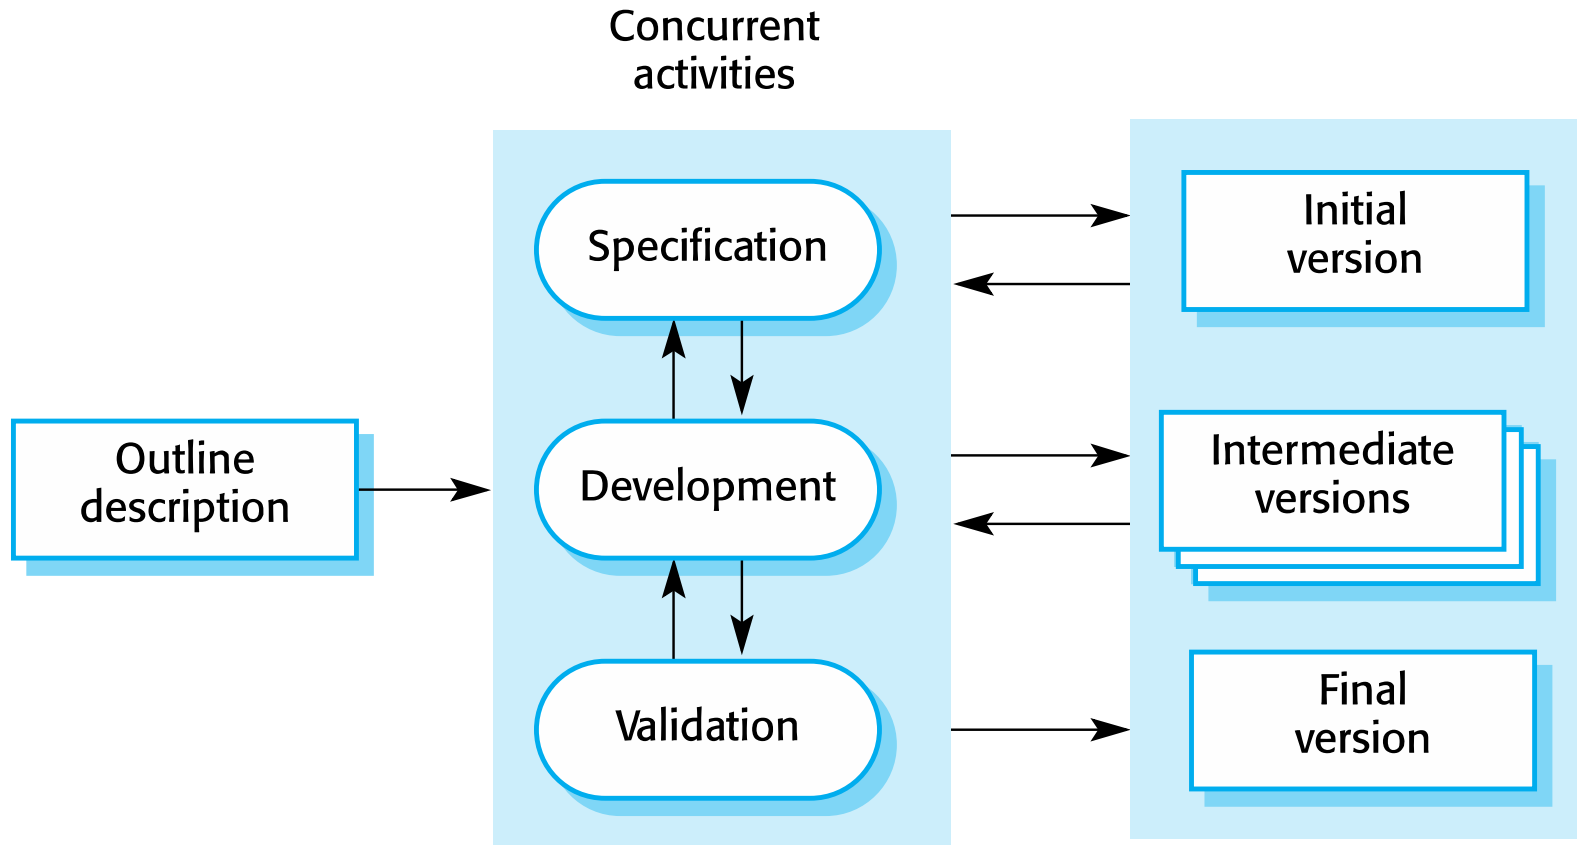 Concurrent
activities
Outline
description
Specification
Development
Validation
Initial
version
Intermediate
versions
Final
version